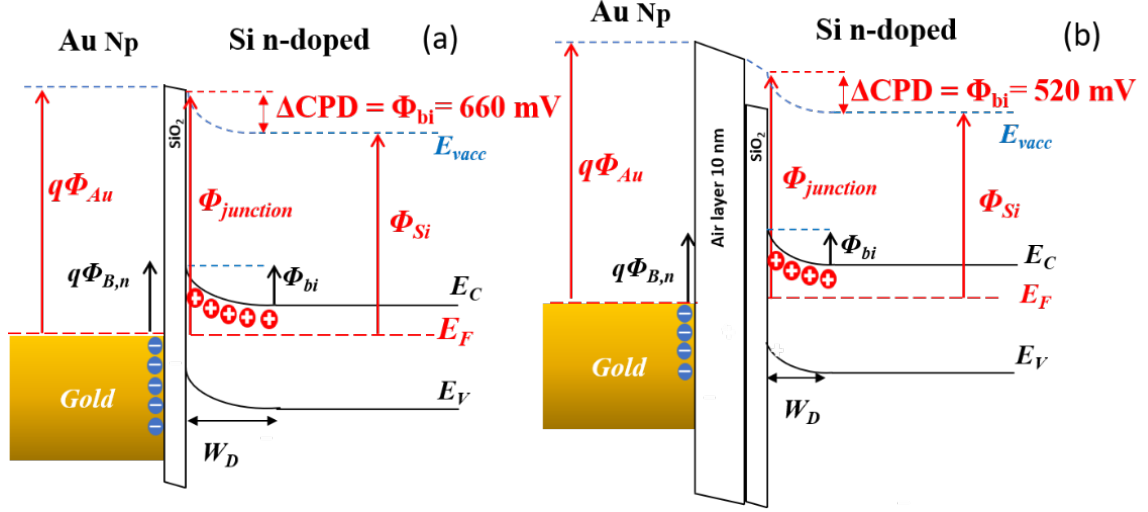 Au Np
Si n-doped
(a)
ΔCPD = Φbi= 660 mV
SiO2
Evacc
qΦAu
Φjunction
ΦSi
qΦB,n
Φbi
EC
EF
Gold
EV
WD
Au Np
Si n-doped
(b)
ΔCPD = Φbi= 520 mV
SiO2
Evacc
qΦAu
Air layer 10 nm
Φjunction
ΦSi
qΦB,n
Φbi
EC
EF
Gold
EV
WD